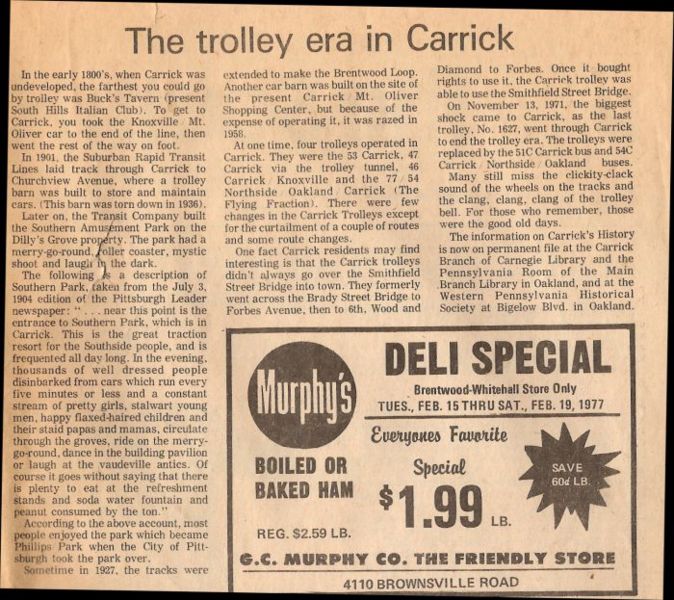 The trolley era in Carrick
In the early 1800's, when Carrick was
undeveloped, the farthest you could go
by trolley was Buck's Tavern (present
South Hills Italian Club). To get to
Carrick, you took the Knoxville / Mt.
Oliver car to the end of the line, then
went the rest of the way on foot.
In 1901, the Suburban Rapid Transit
Lines laid track through Carrick to
Churchview Avenue, where a trolley
barn was built to store and maintain
cars. (This barn was torn down in 1936).
Later on, the Transit Company built
the Southern Amusement Park on the
Dilly's Grove property. The park had a
merry-go-round, roller coaster, mystic
shoot and laugh in the dark.
The following is a description of
Southern Park, taken from the July 3,
1904 edition of the Pittsburgh Leader
newspaper: " . . . near this point is the
entrance to Southern Park, which is in
Carrick. This is the great traction
resort for the Southside people, and is
frequented all day long. In the evening,
thousands of well dressed people
disinbarked from cars which run every
five minutes or less and a constant
stream of pretty girls, stalwart young
men, happy flaxed-haired children and
their staid papas and mamas, circulate
through the groves, ride on the merry-
go-round, dance in the building pavilion
or laugh at the vaudeville antics. Of
course it goes without saying that there
is plenty to eat at the refreshment
stands and soda water fountain and
peanut consumed by the ton."
According to the above account, most
people enjoyed the park which became
Phillips Park when the City of Pitt-
sburgh took the park over.
Sometime in 1927, the tracks were
extended to make the Brentwood Loop.
Another car barn was built on the site of
the present Carrick / Mt. Oliver
Shopping Center, but because of the
expense of operating it, it was razed in
1958.
At one time, four trolleys operated in
Carrick. They were the 53 Carrick, 47
Carrick via the trolley tunnel, 46
Carrick / Knoxville and the 77 / 54
Northside / Oakland / Carrick (The
Flying Fraction). There were few
changes in the Carrick Trolleys except
for the curtailment of a couple of routes
and some route changes.
One fact Carrick residents may find
interesting is that the Carrick trolleys
didn't always go over the Smithfield
Street Bridge into town. They formerly
went across the Brady Street Bridge to
Forbes Avenue, then to 6th, Wood and
Diamond to Forbes. Once it bought
rights to use it, the Carrick trolley was
able to use the Smithfield Street Bridge.
On November 13, 1971, the biggest
shock came to Carrick, as the last
trolley, No. 1627, went through Carrick
to end the trolley era. The trolleys were
replaced by the 51C Carrick bus and 54C
Carrick / Northside / Oakland buses.
Many still miss the clickity-clack
sound of the wheels on the tracks and
the clang, clang, clang of the trolley
bell. For those who remember, those
were the good old days.
The information on Carrick's History
is now on permanent file at the Carrick
Branch of Carnegie Library and the
Pennsylvania Room of the Main
Branch Library in Oakland, and at the
Western Pennsylvania Historical
Society at Bigelow Blvd. in Oakland.
Murphy's
DELI SPECIAL
Brentwood-Whitehall Store Only
TUES., FEB. 15 THRU SAT., FEB. 19, 1977
Everyones Favorite
Special
BOILED OR
BAKED HAM
$1.99 LB.
SAVE
60¢ LB.
REG. $2.59 LB.
G.C. MURPHY CO. THE FRIENDLY STORE
4110 BROWNSVILLE ROAD